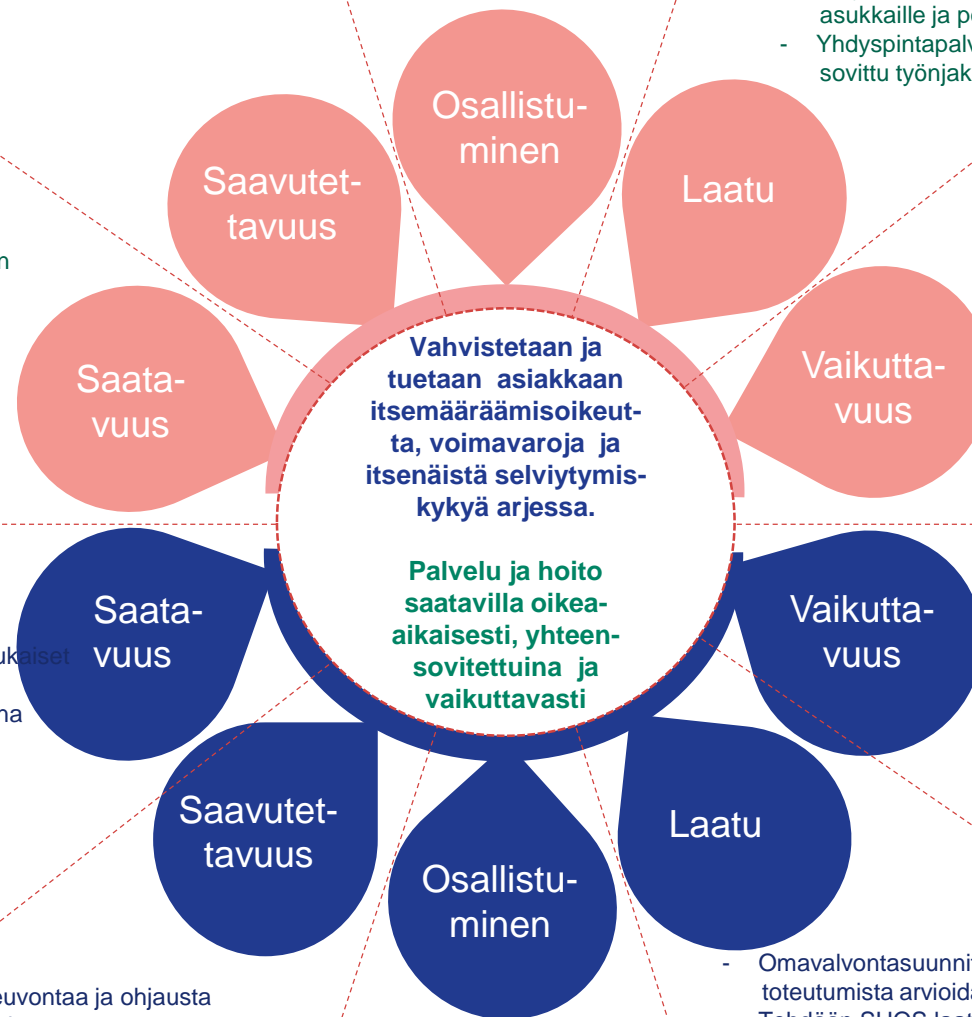 asukkaille ja
- Yhdyspintapalv
sovittu työnjak
Osallistu-
minen
Saavutet-
tavuus
Laatu
Saata-
vuus
Vaikutta-
vuus
Vahvistetaan ja
tuetaan asiakkaan
itsemääräämisoikeut-
ta, voimavaroja ja
itsenäistä selviytymis-
kykyä arjessa.
Palvelu ja hoito
saatavilla oikea-
aikaisesti, yhteen-
sovitettuina ja
vaikuttavasti
Saata-
vuus
ukaiset
na
Vaikutta-
vuus
Saavutet-
tavuus
Laatu
Osallistu-
minen
euvontaa ja ohjausta
- Omavalvontasuunni
toteutumista arvioida